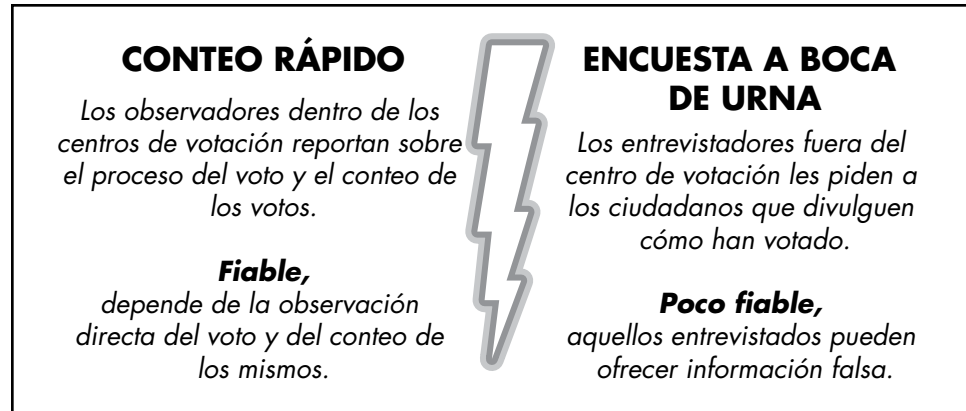 CONTEO RÁPIDO
Los observadores dentro de los
centros de votación reportan sobre
el proceso del voto y el conteo de
los votos.
Fiable,
depende de la observación
directa del voto y del conteo de
los mismos.
ENCUESTA A BOCA
DE URNA
Los entrevistadores fuera del
centro de votación les piden a
los ciudadanos que divulguen
cómo han votado.
Poco fiable,
aquellos entrevistados pueden
ofrecer información falsa.